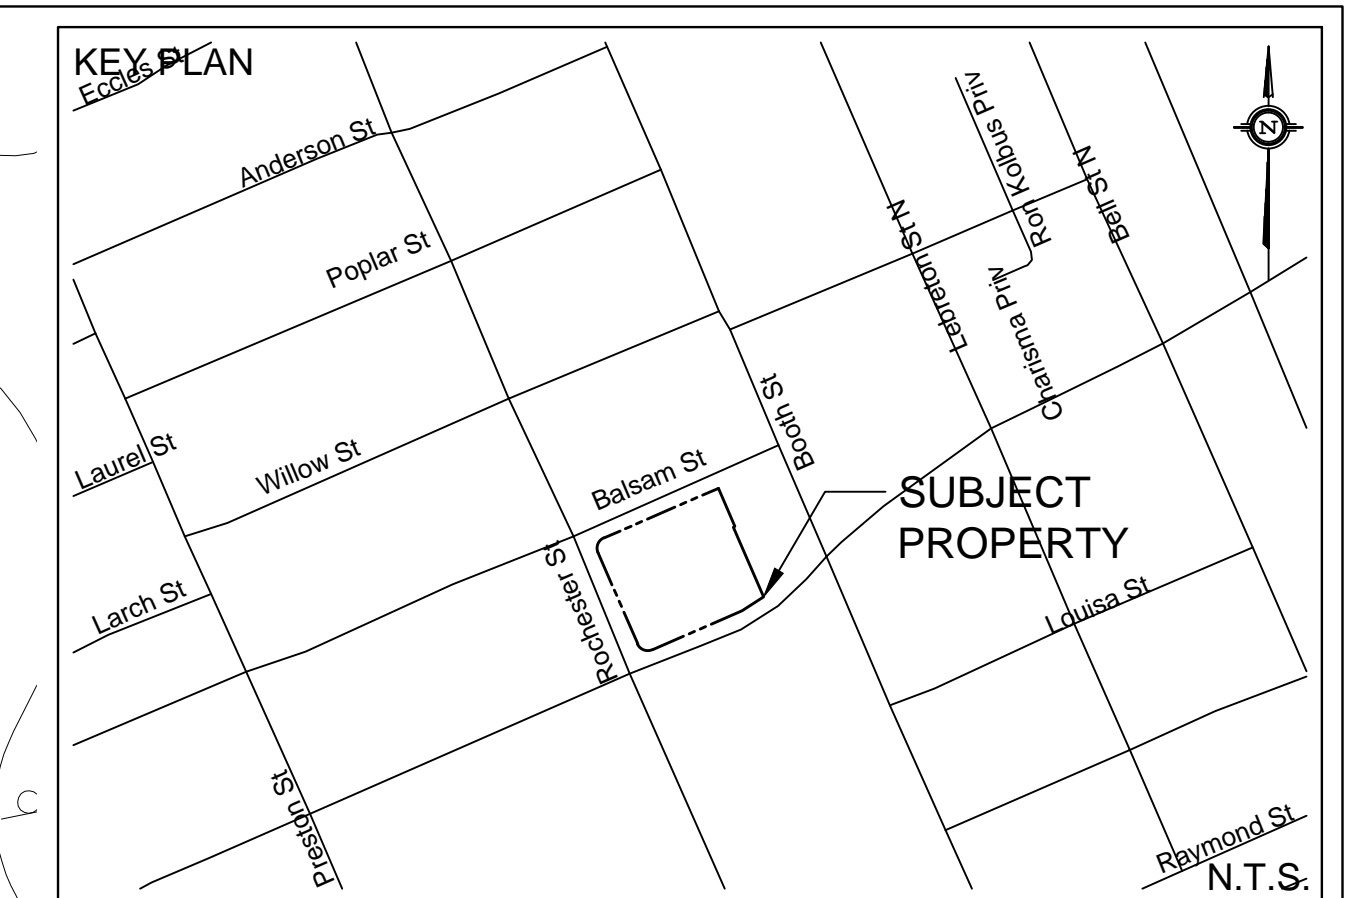 KEY PLAN
Eccles St
Anderson St
Poplar St
Ron Kolbus Priv
Bell St N
Lebreton St N
Charisma Priv
N
Laurel St
Willow St
Booth St
Balsam St
SUBJECT
PROPERTY
Rochester St
Larch St
Louisa St
Preston St
Raymond St
N.T.S.